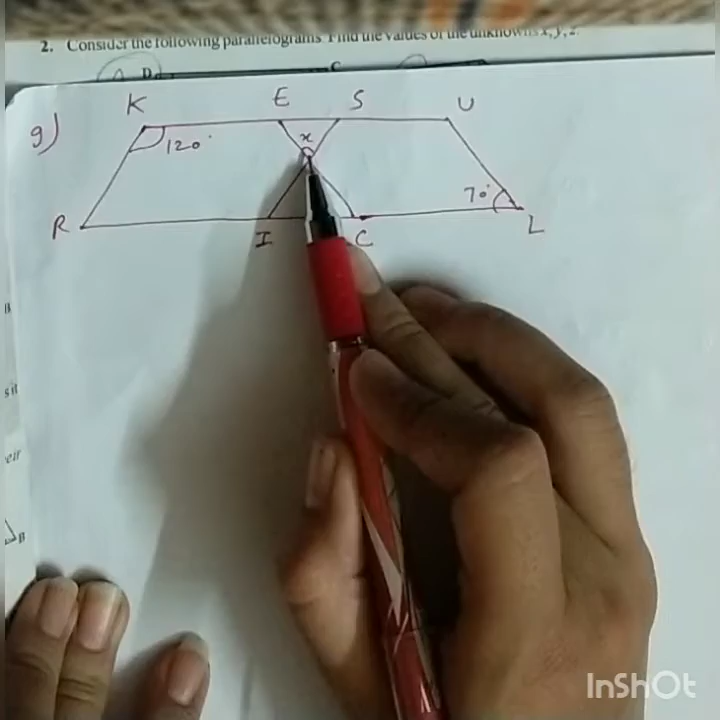 2. Consider the following parallelograms. Find the values of the unknowns x, y, z.
D C
K E S U
g)
120°
x
70°
R I C L
B
InShOt